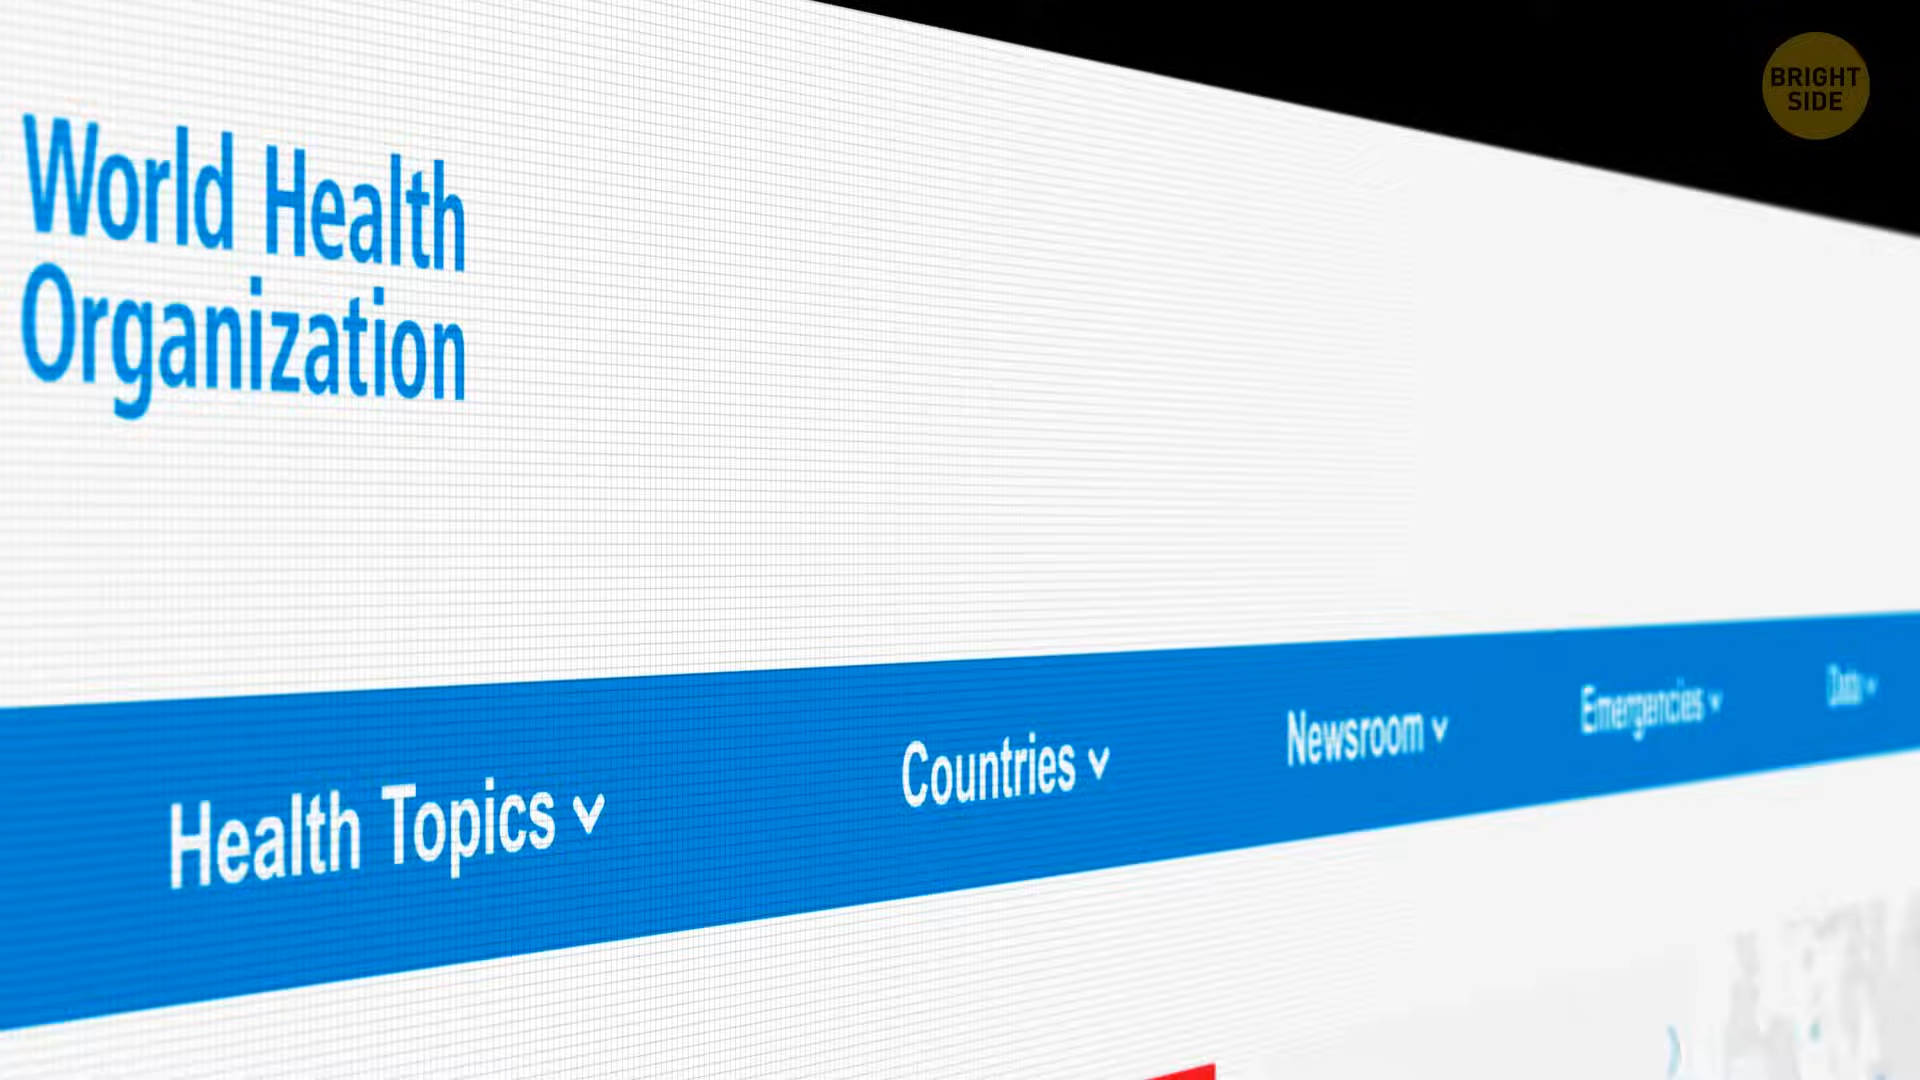 BRIGHT
SIDE
World Health
Organization
Health Topics
Countries
Newsroom
Emergencies
Data